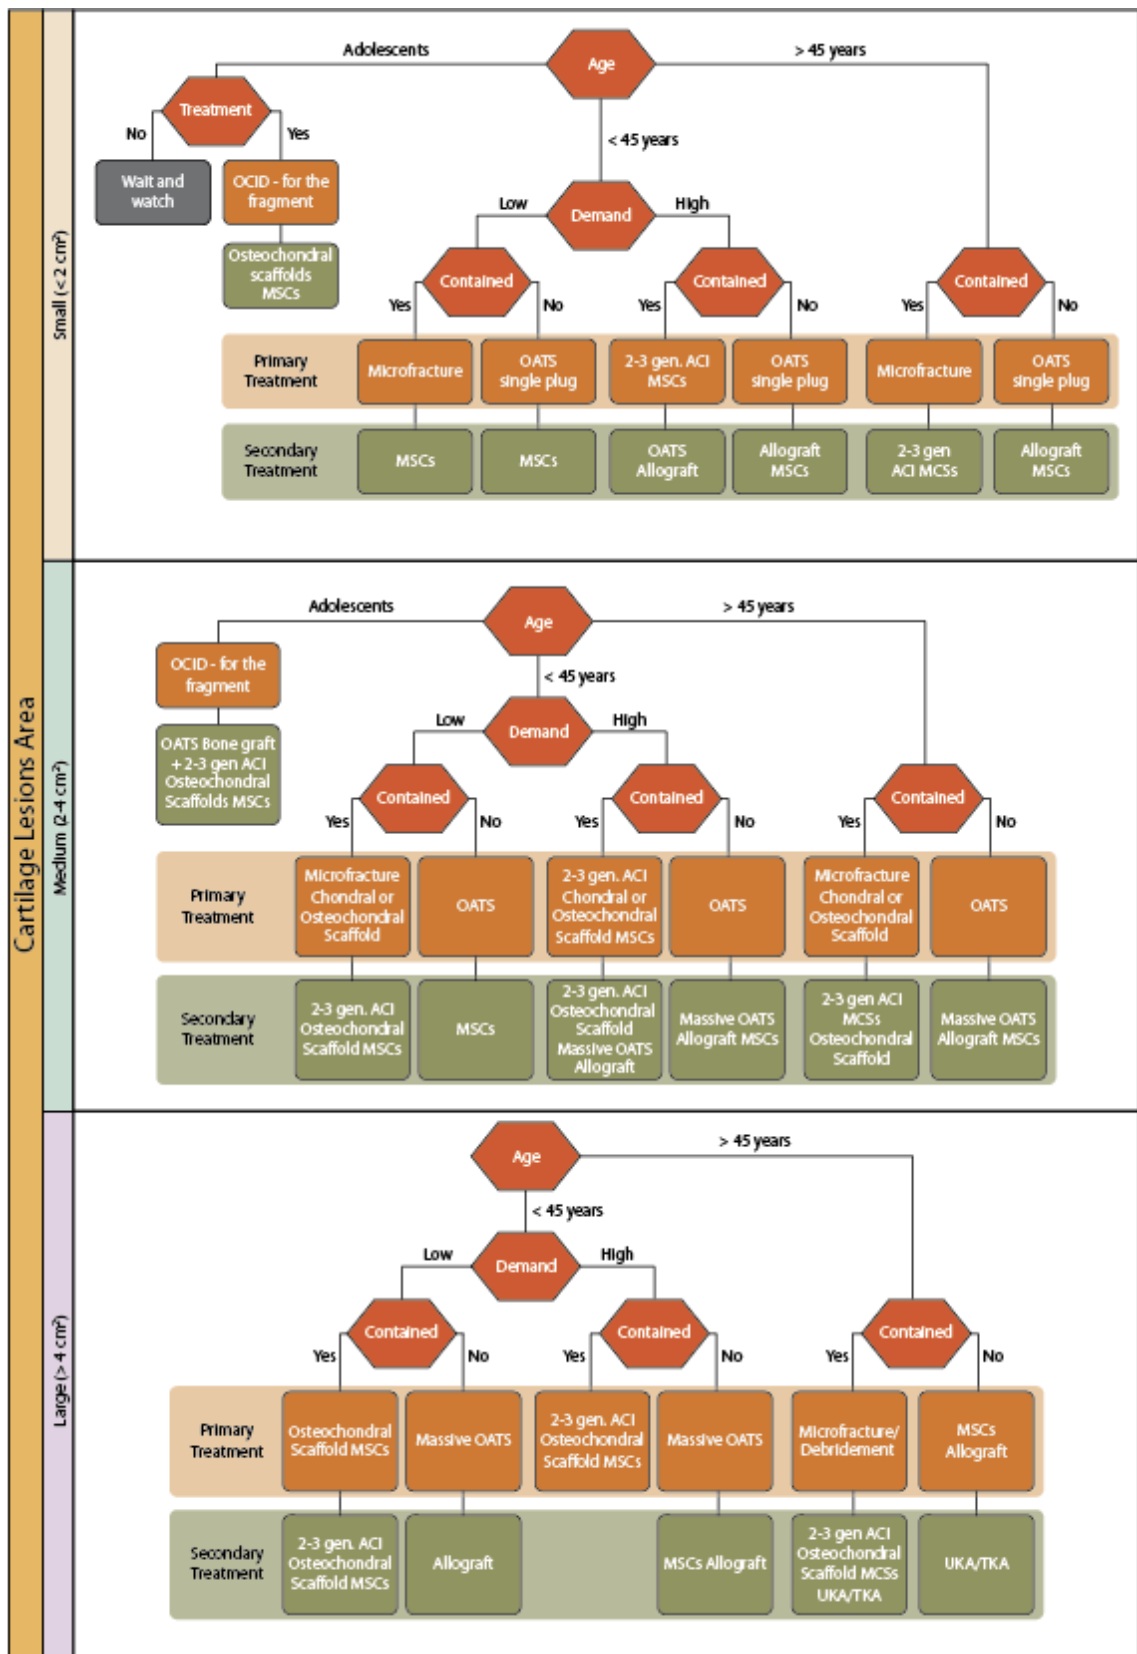 Cartilage Lesions Area
Small (< 2 cm²)
Adolescents
Age
> 45 years
Treatment
No
Yes
< 45 years
Wait and
watch
OCID - for the
fragment
Low
Demand
High
Osteochondral
scaffolds
MSCs
Contained
Contained
Contained
Yes
No
Yes
No
Yes
No
Primary
Treatment
Microfracture
OATS
single plug
2-3 gen. ACI
MSCs
OATS
single plug
Microfracture
OATS
single plug
Secondary
Treatment
MSCs
MSCs
OATS
Allograft
Allograft
MSCs
2-3 gen
ACI MCSs
Allograft
MSCs
Medium (2-4 cm²)
Adolescents
Age
> 45 years
OCID - for the
fragment
< 45 years
Low
Demand
High
OATS Bone graft
+ 2-3 gen ACI
Osteochondral
Scaffolds MSCs
Contained
Contained
Contained
Yes
No
Yes
No
Yes
No
Primary
Treatment
Microfracture
Chondral or
Osteochondral
Scaffold
OATS
2-3 gen. ACI
Chondral or
Osteochondral
Scaffold MSCs
OATS
Microfracture
Chondral or
Osteochondral
Scaffold
OATS
Secondary
Treatment
2-3 gen. ACI
Osteochondral
Scaffold MSCs
MSCs
2-3 gen. ACI
Osteochondral
Scaffold
Massive OATS
Allograft
Massive OATS
Allograft MSCs
2-3 gen ACI
MCSs
Osteochondral
Scaffold
Massive OATS
Allograft MSCs
Large (> 4 cm²)
Age
> 45 years
< 45 years
Low
Demand
High
Contained
Contained
Contained
Yes
No
Yes
No
Yes
No
Primary
Treatment
Osteochondral
Scaffold MSCs
Massive OATS
2-3 gen. ACI
Osteochondral
Scaffold MSCs
Massive OATS
Microfracture/
Debridement
MSCs
Allograft
Secondary
Treatment
2-3 gen. ACI
Osteochondral
Scaffold MSCs
Allograft
MSCs Allograft
2-3 gen ACI
Osteochondral
Scaffold MCSs
UKA/TKA
UKA/TKA